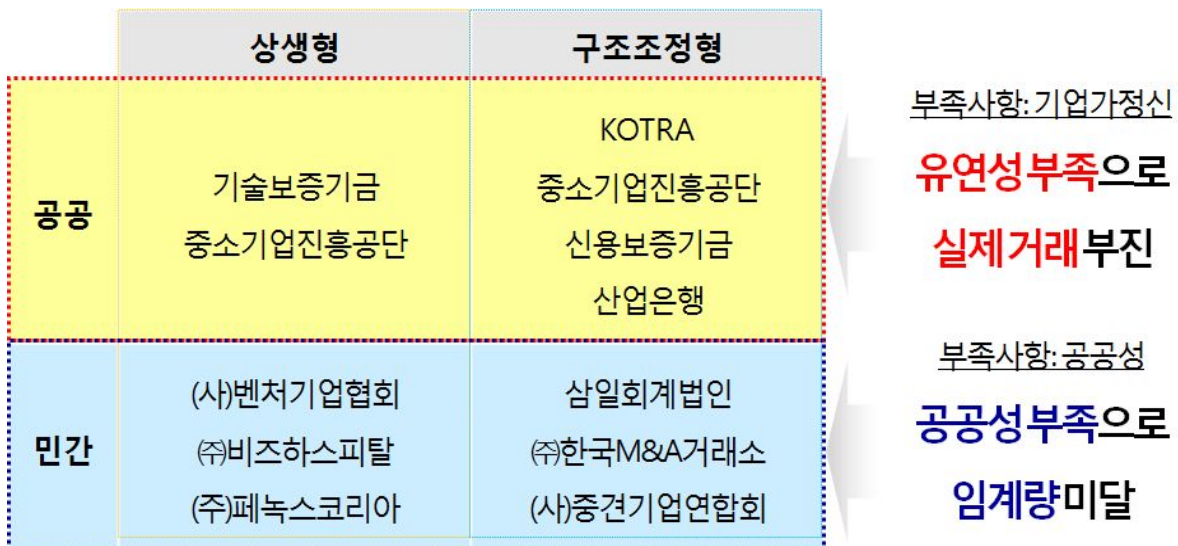 상생형
구조조정형
공공
기술보증기금
중소기업진흥공단
KOTRA
중소기업진흥공단
신용보증기금
산업은행
부족사항: 기업가정신
유연성 부족으로
실제 거래 부진
민간
(사)벤처기업협회
㈜비즈하스피탈
(주)페녹스코리아
삼일회계법인
㈜한국M&A거래소
(사)중견기업연합회
부족사항: 공공성
공공성 부족으로
임계량 미달